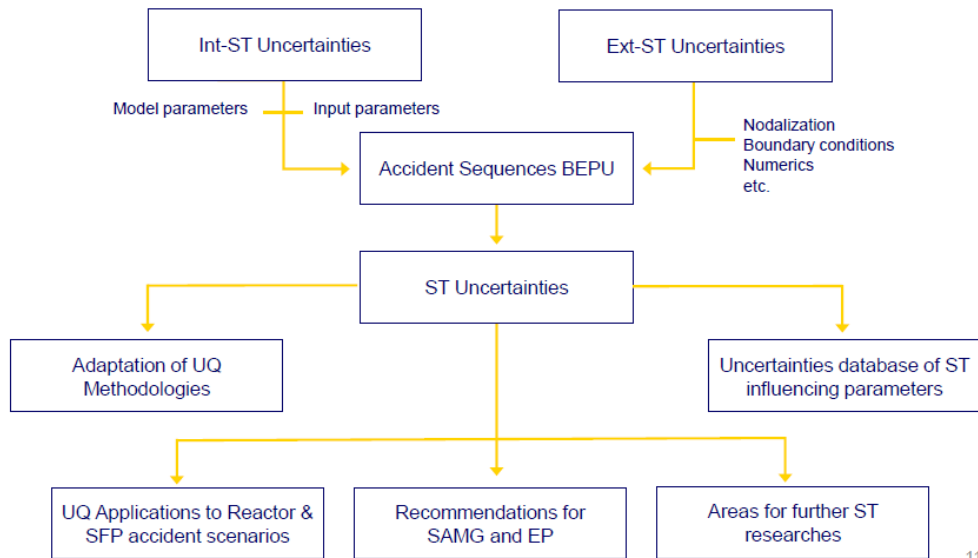 Int-ST Uncertainties
Ext-ST Uncertainties
Model parameters
Input parameters
Nodalization
Boundary conditions
Numerics
etc.
Accident Sequences BEPU
ST Uncertainties
Adaptation of UQ
Methodologies
Uncertainties database of ST
influencing parameters
UQ Applications to Reactor &
SFP accident scenarios
Recommendations for
SAMG and EP
Areas for further ST
researches